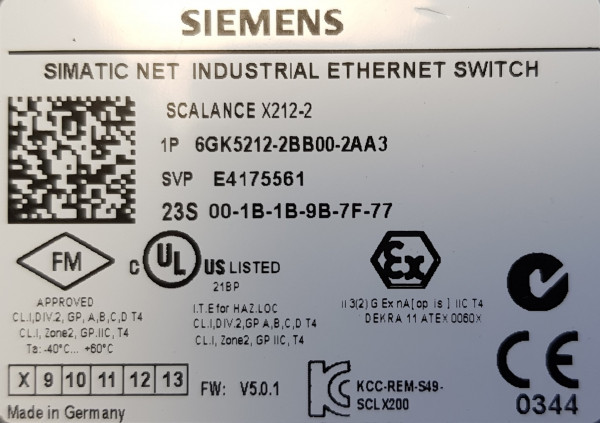 SIEMENS
SIMATIC NET INDUSTRIAL ETHERNET SWITCH
SCALANCE X212-2
1P 6GK5212-2BB00-2AA3
SVP E4175561
23S 00-1B-1B-9B-7F-77
FM
APPROVED
CL.I,DIV.2, GP, A,B,C,D T4
CL.I, Zone2, GP.IIC, T4
Ta: -40°C... +60°C
C UL US LISTED
21BP
I.T.E for HAZ.LOC
CL.I,DIV.2, GP A,B,C,D T4
CL.I, Zone2, GP IIC, T4
Ex
II 3(2) G Ex nA[op is] IIC T4
DEKRA 11 ATEX 0060X
X 9 10 11 12 13
FW: V5.0.1
KCC-REM-S49-
SCLX200
CE
0344
Made in Germany